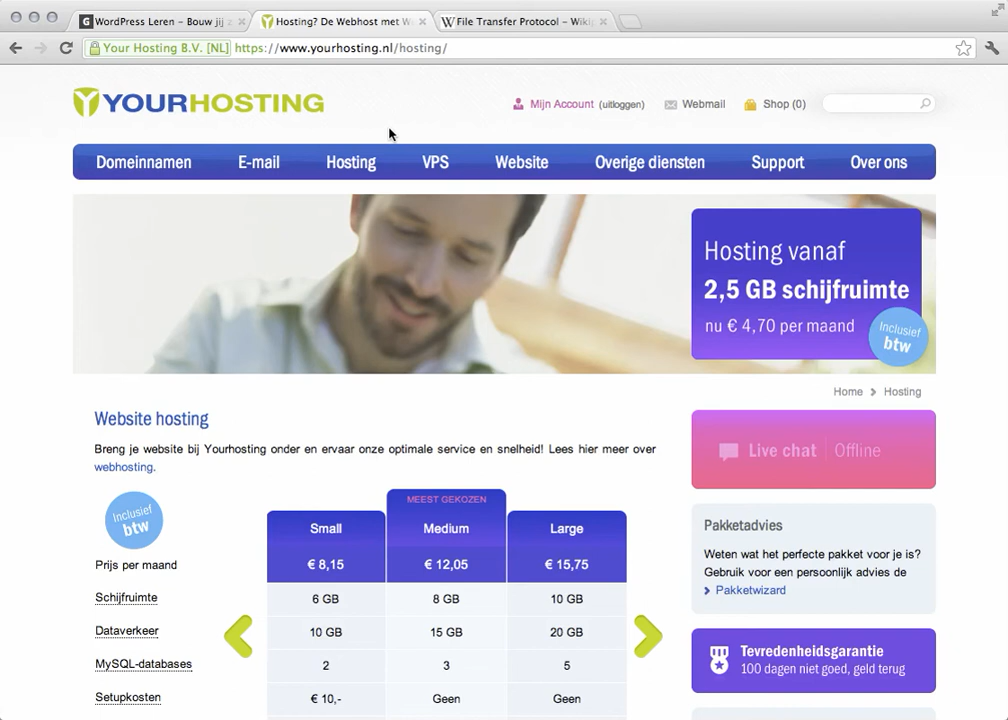 WordPress Leren – Bouw jij z
Hosting? De Webhost met W
File Transfer Protocol – Wiki
Your Hosting B.V. [NL] https://www.yourhosting.nl/hosting/
YOURHOSTING
Mijn Account (uitloggen) Webmail Shop (0)
Domeinnamen E-mail Hosting VPS Website Overige diensten Support Over ons
Hosting vanaf
2,5 GB schijfruimte
nu € 4,70 per maand
Inclusief
btw
Home Hosting
Website hosting
Breng je website bij Yourhosting onder en ervaar onze optimale service en snelheid! Lees hier meer over
webhosting.
Inclusief
btw
MEEST GEKOZEN
Small Medium Large
Prijs per maand € 8,15 € 12,05 € 15,75
Schijfruimte 6 GB 8 GB 10 GB
Dataverkeer 10 GB 15 GB 20 GB
MySQL-databases 2 3 5
Setupkosten € 10,- Geen Geen
Live chat Offline
Pakketadvies
Weten wat het perfecte pakket voor je is?
Gebruik voor een persoonlijk advies de
Pakketwizard
Tevredenheidsgarantie
100 dagen niet goed, geld terug